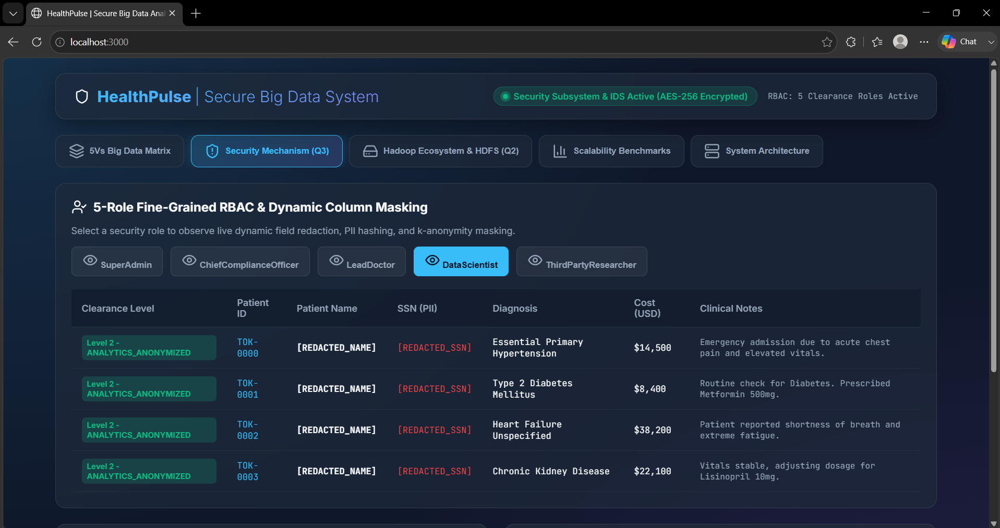 HealthPulse | Secure Big Data Anal
localhost:3000
Chat
HealthPulse | Secure Big Data System
Security Subsystem & IDS Active (AES-256 Encrypted)
RBAC: 5 Clearance Roles Active
5Vs Big Data Matrix
Security Mechanism (Q3)
Hadoop Ecosystem & HDFS (Q2)
Scalability Benchmarks
System Architecture
5-Role Fine-Grained RBAC & Dynamic Column Masking
Select a security role to observe live dynamic field redaction, PII hashing, and k-anonymity masking.
SuperAdmin
ChiefComplianceOfficer
LeadDoctor
DataScientist
ThirdPartyResearcher
Clearance Level
Patient
ID
Patient Name
SSN (PII)
Diagnosis
Cost
(USD)
Clinical Notes
Level 2 -
ANALYTICS_ANONYMIZED
TOK-
0000
[REDACTED_NAME]
[REDACTED_SSN]
Essential Primary
Hypertension
$14,500
Emergency admission due to acute chest
pain and elevated vitals.
Level 2 -
ANALYTICS_ANONYMIZED
TOK-
0001
[REDACTED_NAME]
[REDACTED_SSN]
Type 2 Diabetes
Mellitus
$8,400
Routine check for Diabetes. Prescribed
Metformin 500mg.
Level 2 -
ANALYTICS_ANONYMIZED
TOK-
0002
[REDACTED_NAME]
[REDACTED_SSN]
Heart Failure
Unspecified
$38,200
Patient reported shortness of breath and
extreme fatigue.
Level 2 -
ANALYTICS_ANONYMIZED
TOK-
0003
[REDACTED_NAME]
[REDACTED_SSN]
Chronic Kidney Disease
$22,100
Vitals stable, adjusting dosage for
Lisinopril 10mg.